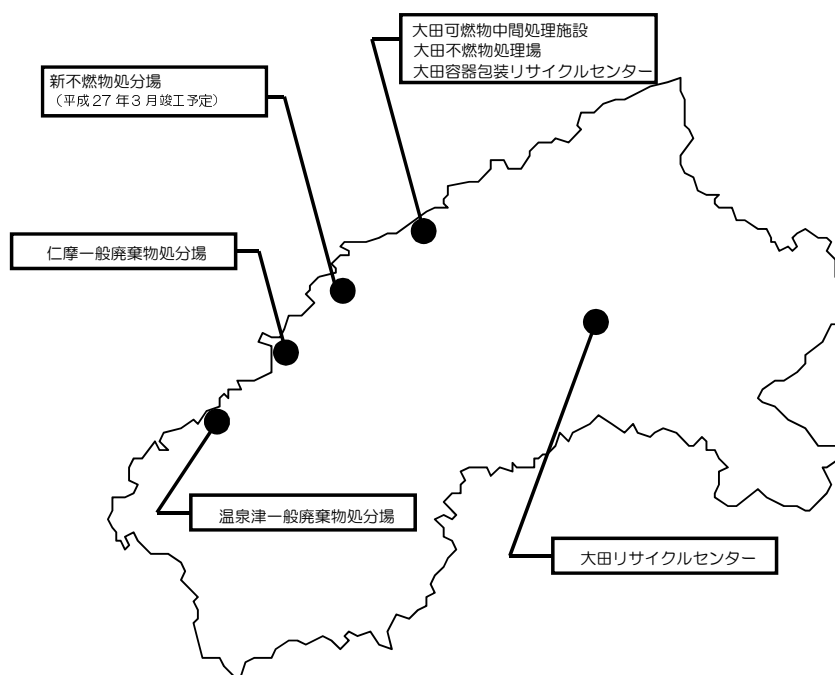 大田可燃物中間処理施設
大田不燃物処理場
大田容器包装リサイクルセンター
新不燃物処分場
（平成27年3月竣工予定）
仁摩一般廃棄物処分場
温泉津一般廃棄物処分場
大田リサイクルセンター